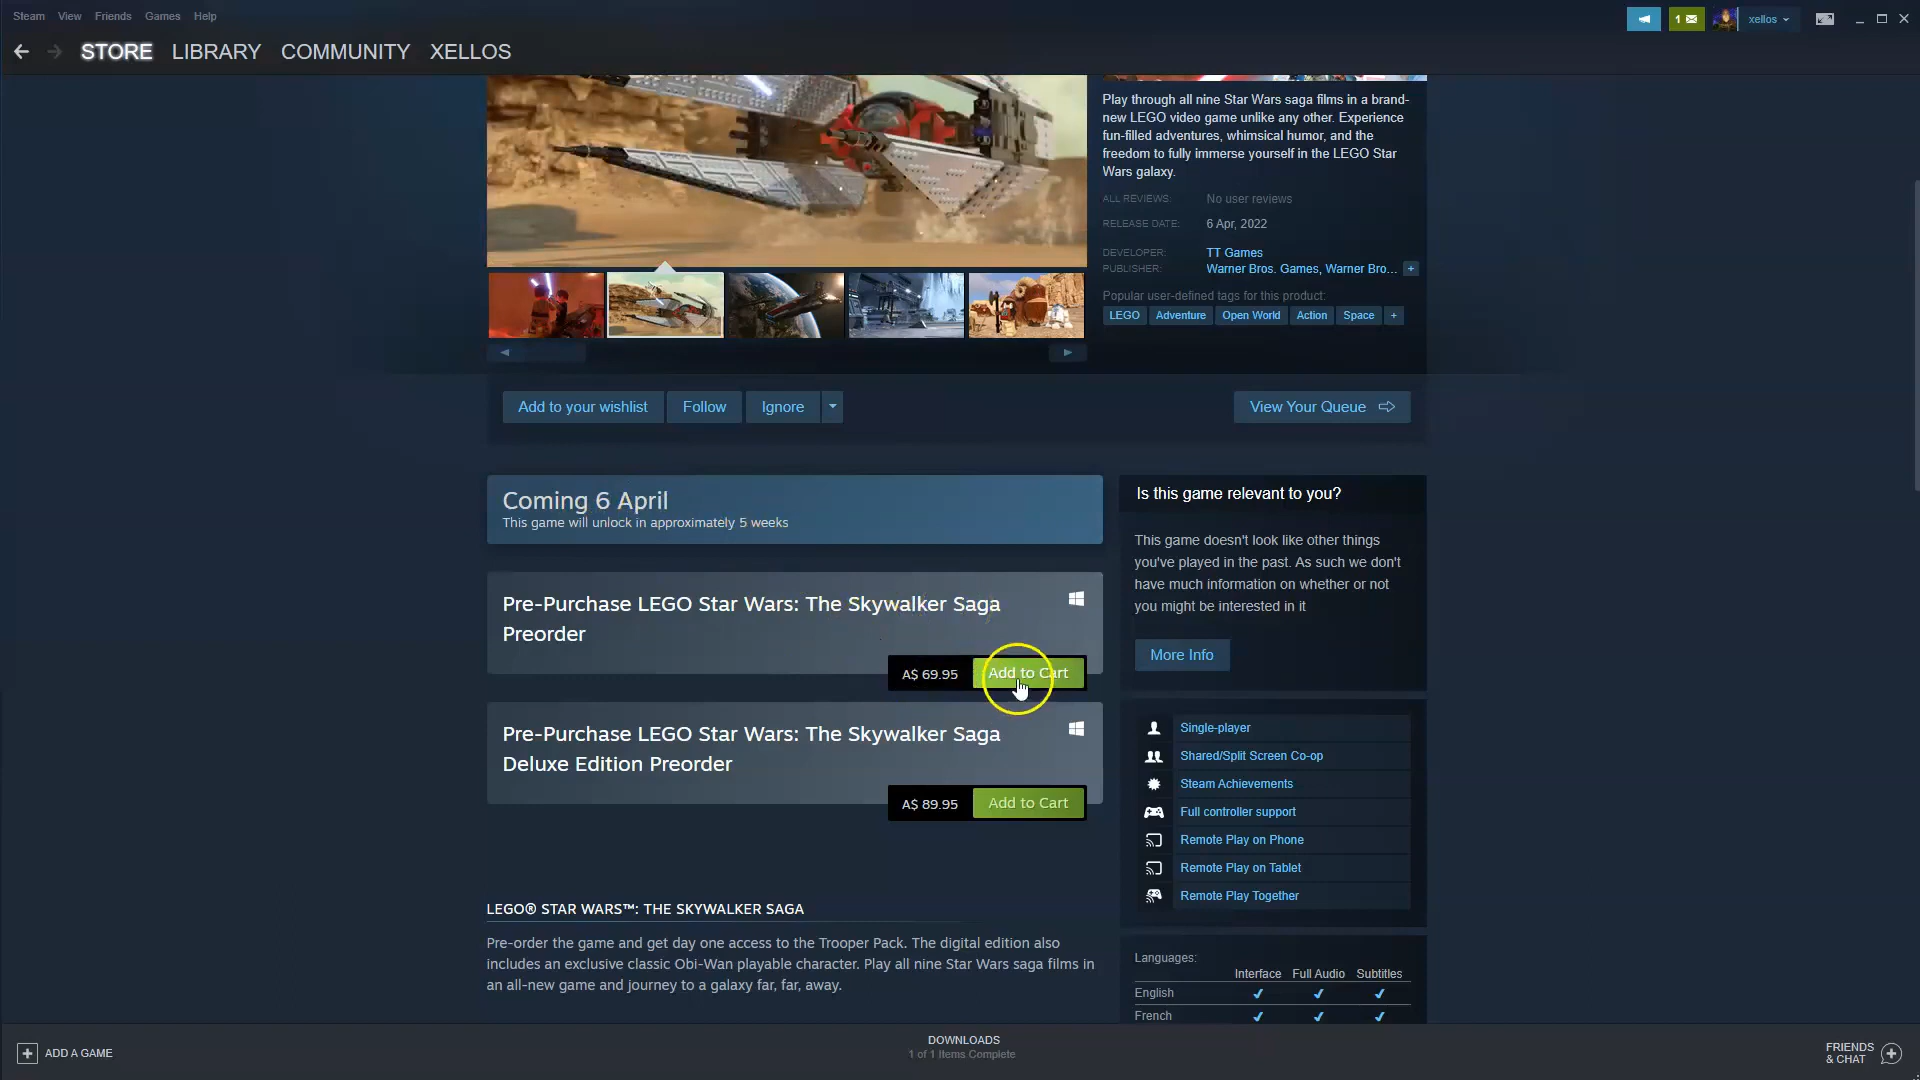 Steam View Friends Games Help
1 xellos
STORE LIBRARY COMMUNITY XELLOS
Play through all nine Star Wars saga films in a brand-
new LEGO video game unlike any other. Experience
fun-filled adventures, whimsical humor, and the
freedom to fully immerse yourself in the LEGO Star
Wars galaxy.
ALL REVIEWS: No user reviews
RELEASE DATE: 6 Apr, 2022
DEVELOPER: TT Games
PUBLISHER: Warner Bros. Games, Warner Bro... +
Popular user-defined tags for this product:
LEGO Adventure Open World Action Space +
Add to your wishlist Follow Ignore View Your Queue
Coming 6 April
This game will unlock in approximately 5 weeks
Pre-Purchase LEGO Star Wars: The Skywalker Saga
Preorder
A$ 69.95 Add to Cart
Pre-Purchase LEGO Star Wars: The Skywalker Saga
Deluxe Edition Preorder
A$ 89.95 Add to Cart
Is this game relevant to you?
This game doesn't look like other things
you've played in the past. As such we don't
have much information on whether or not
you might be interested in it
More Info
Single-player
Shared/Split Screen Co-op
Steam Achievements
Full controller support
Remote Play on Phone
Remote Play on Tablet
Remote Play Together
LEGO® STAR WARS™: THE SKYWALKER SAGA
Pre-order the game and get day one access to the Trooper Pack. The digital edition also
includes an exclusive classic Obi-Wan playable character. Play all nine Star Wars saga films in
an all-new game and journey to a galaxy far, far, away.
Languages:
Interface Full Audio Subtitles
English ✔ ✔ ✔
French ✔ ✔ ✔
+ ADD A GAME
DOWNLOADS
1 of 1 Items Complete
FRIENDS
& CHAT